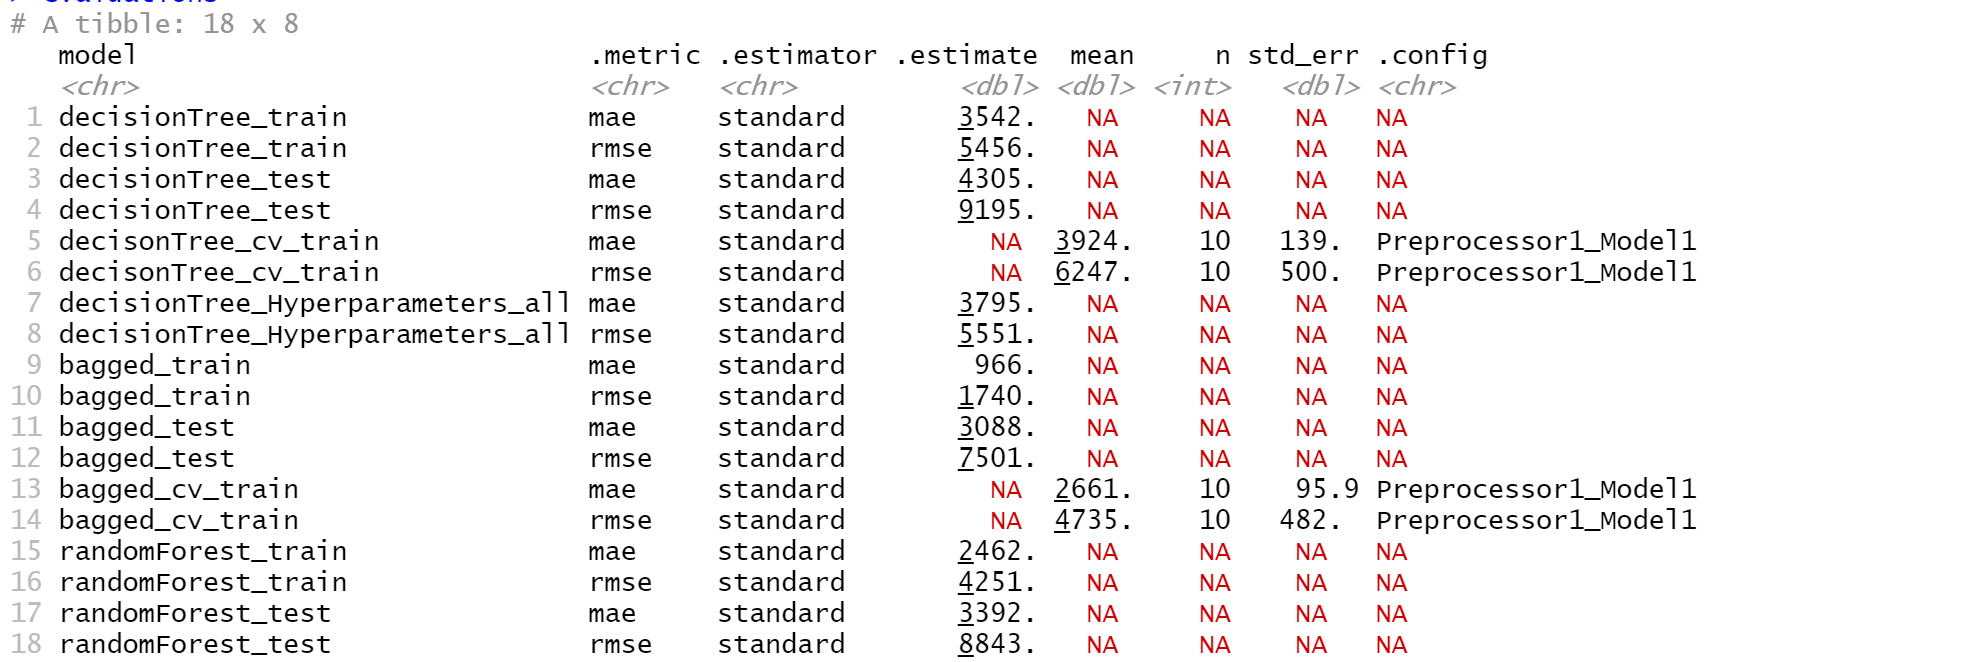 > evaluations
# A tibble: 18 x 8
model .metric .estimator .estimate mean n std_err .config
<chr> <chr> <chr> <dbl> <dbl> <int> <dbl> <chr>
1 decisionTree_train mae standard 3542. NA NA NA NA
2 decisionTree_train rmse standard 5456. NA NA NA NA
3 decisionTree_test mae standard 4305. NA NA NA NA
4 decisionTree_test rmse standard 9195. NA NA NA NA
5 decisonTree_cv_train mae standard NA 3924. 10 139. Preprocessor1_Model1
6 decisonTree_cv_train rmse standard NA 6247. 10 500. Preprocessor1_Model1
7 decisionTree_Hyperparameters_all mae standard 3795. NA NA NA NA
8 decisionTree_Hyperparameters_all rmse standard 5551. NA NA NA NA
9 bagged_train mae standard 966. NA NA NA NA
10 bagged_train rmse standard 1740. NA NA NA NA
11 bagged_test mae standard 3088. NA NA NA NA
12 bagged_test rmse standard 7501. NA NA NA NA
13 bagged_cv_train mae standard NA 2661. 10 95.9 Preprocessor1_Model1
14 bagged_cv_train rmse standard NA 4735. 10 482. Preprocessor1_Model1
15 randomForest_train mae standard 2462. NA NA NA NA
16 randomForest_train rmse standard 4251. NA NA NA NA
17 randomForest_test mae standard 3392. NA NA NA NA
18 randomForest_test rmse standard 8843. NA NA NA NA